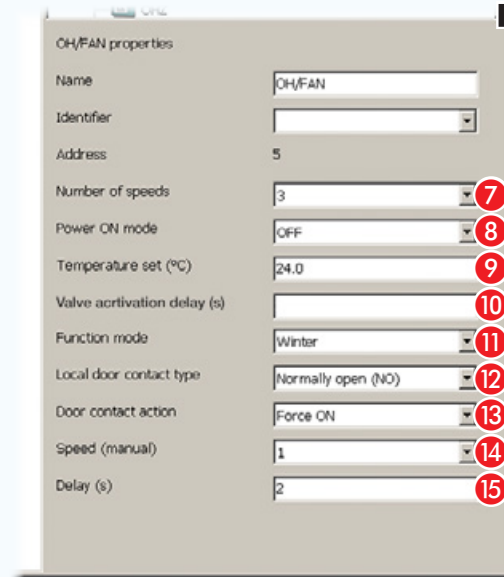 OH/FAN properties
Name OH/FAN
Identifier
Address 5
Number of speeds 3 7
Power ON mode OFF 8
Temperature set (ºC) 24.0 9
Valve acrtivation delay (s) 10
Function mode Winter 11
Local door contact type Normally open (NO) 12
Door contact action Force ON 13
Speed (manual) 1 14
Delay (s) 2 15